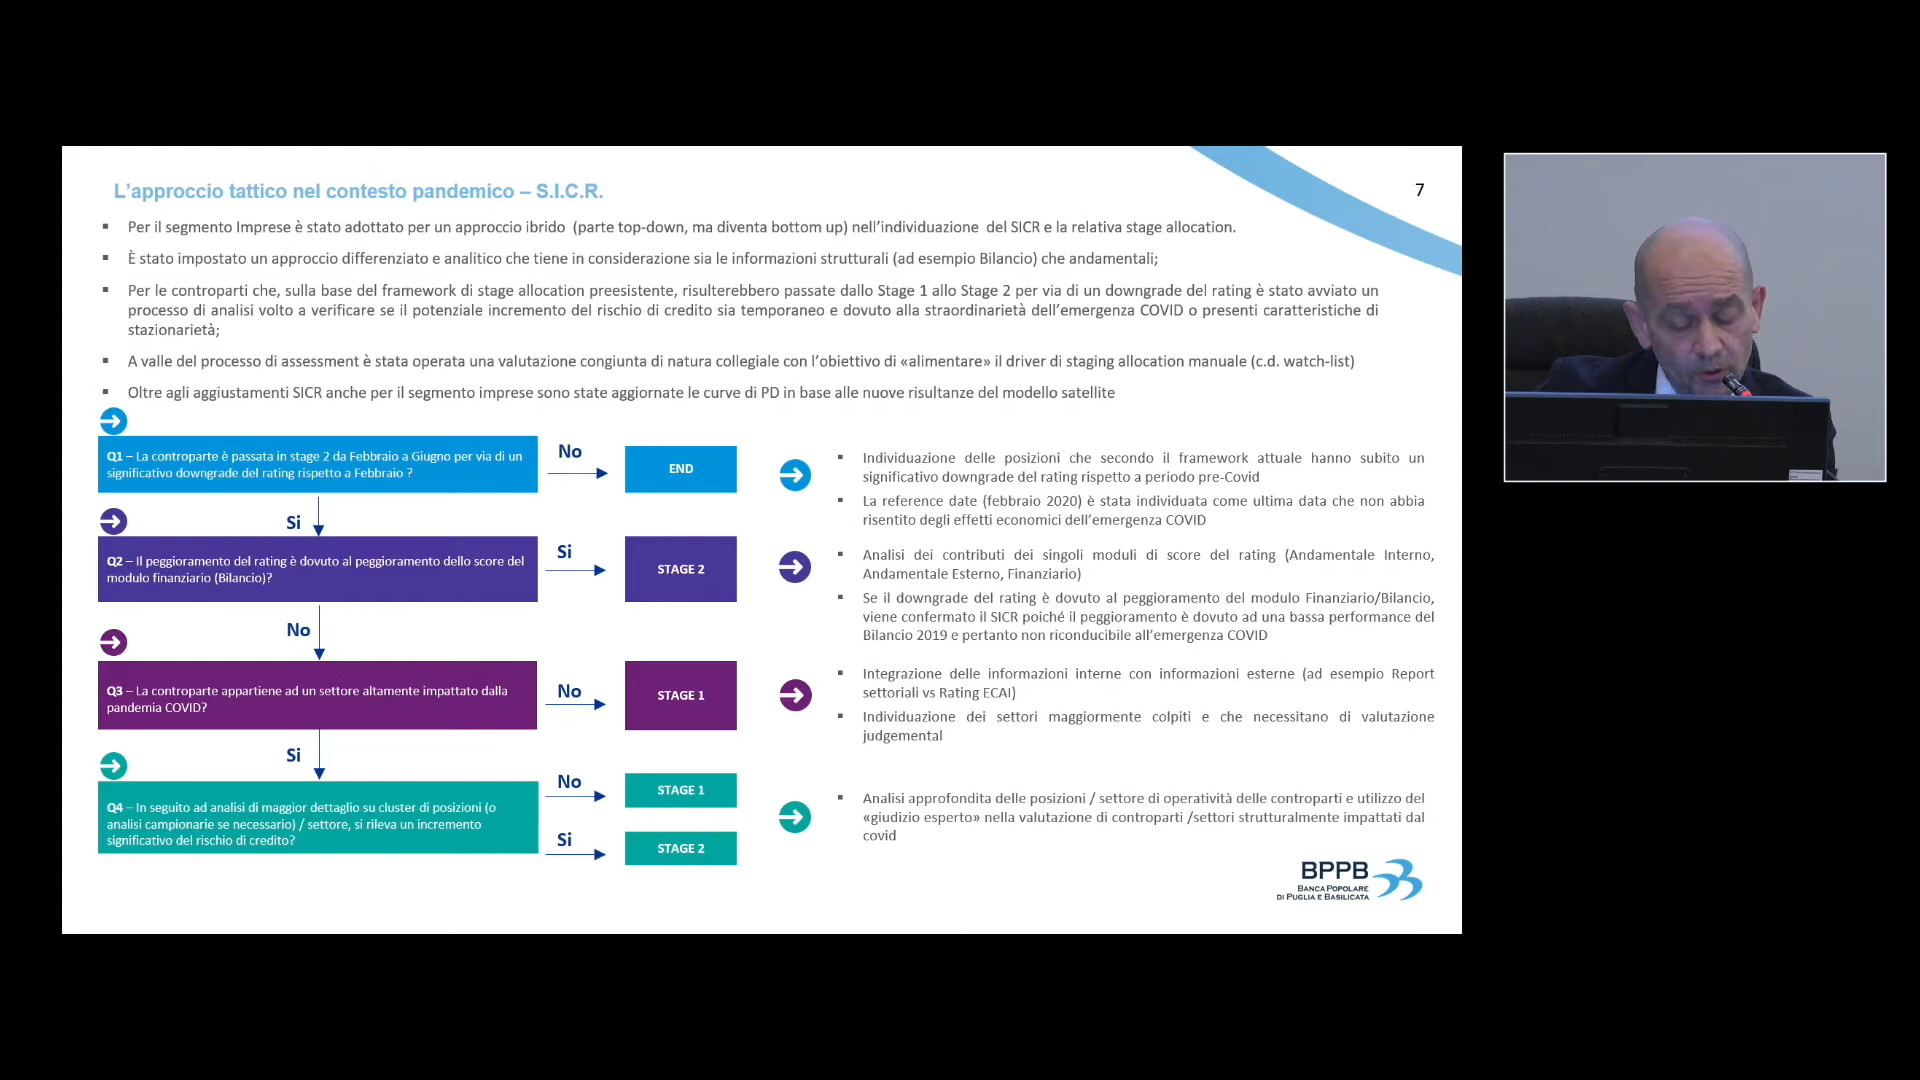 L'approccio tattico nel contesto pandemico – S.I.C.R.
7
▪ Per il segmento Imprese è stato adottato per un approccio ibrido (parte top-down, ma diventa bottom up) nell'individuazione del SICR e la relativa stage allocation.
▪ È stato impostato un approccio differenziato e analitico che tiene in considerazione sia le informazioni strutturali (ad esempio Bilancio) che andamentali;
▪ Per le controparti che, sulla base del framework di stage allocation preesistente, risulterebbero passate dallo Stage 1 allo Stage 2 per via di un downgrade del rating è stato avviato un
processo di analisi volto a verificare se il potenziale incremento del rischio di credito sia temporaneo e dovuto alla straordinarietà dell'emergenza COVID o presenti caratteristiche di
stazionarietà;
▪ A valle del processo di assessment è stata operata una valutazione congiunta di natura collegiale con l'obiettivo di «alimentare» il driver di staging allocation manuale (c.d. watch-list)
▪ Oltre agli aggiustamenti SICR anche per il segmento imprese sono state aggiornate le curve di PD in base alle nuove risultanze del modello satellite
Q1 – La controparte è passata in stage 2 da Febbraio a Giugno per via di un
significativo downgrade del rating rispetto a Febbraio ?
No
END
▪ Individuazione delle posizioni che secondo il framework attuale hanno subito un
significativo downgrade del rating rispetto a periodo pre-Covid
▪ La reference date (febbraio 2020) è stata individuata come ultima data che non abbia
risentito degli effetti economici dell'emergenza COVID
Si
Q2 – Il peggioramento del rating è dovuto al peggioramento dello score del
modulo finanziario (Bilancio)?
Si
STAGE 2
▪ Analisi dei contributi dei singoli moduli di score del rating (Andamentale Interno,
Andamentale Esterno, Finanziario)
▪ Se il downgrade del rating è dovuto al peggioramento del modulo Finanziario/Bilancio,
viene confermato il SICR poiché il peggioramento è dovuto ad una bassa performance del
Bilancio 2019 e pertanto non riconducibile all'emergenza COVID
No
Q3 – La controparte appartiene ad un settore altamente impattato dalla
pandemia COVID?
No
STAGE 1
▪ Integrazione delle informazioni interne con informazioni esterne (ad esempio Report
settoriali vs Rating ECAI)
▪ Individuazione dei settori maggiormente colpiti e che necessitano di valutazione
judgemental
Si
Q4 – In seguito ad analisi di maggior dettaglio su cluster di posizioni (o
analisi campionarie se necessario) / settore, si rileva un incremento
significativo del rischio di credito?
No
STAGE 1
Si
STAGE 2
▪ Analisi approfondita delle posizioni / settore di operatività delle controparti e utilizzo del
«giudizio esperto» nella valutazione di controparti /settori strutturalmente impattati dal
covid
BPPB
BANCA POPOLARE
DI PUGLIA E BASILICATA